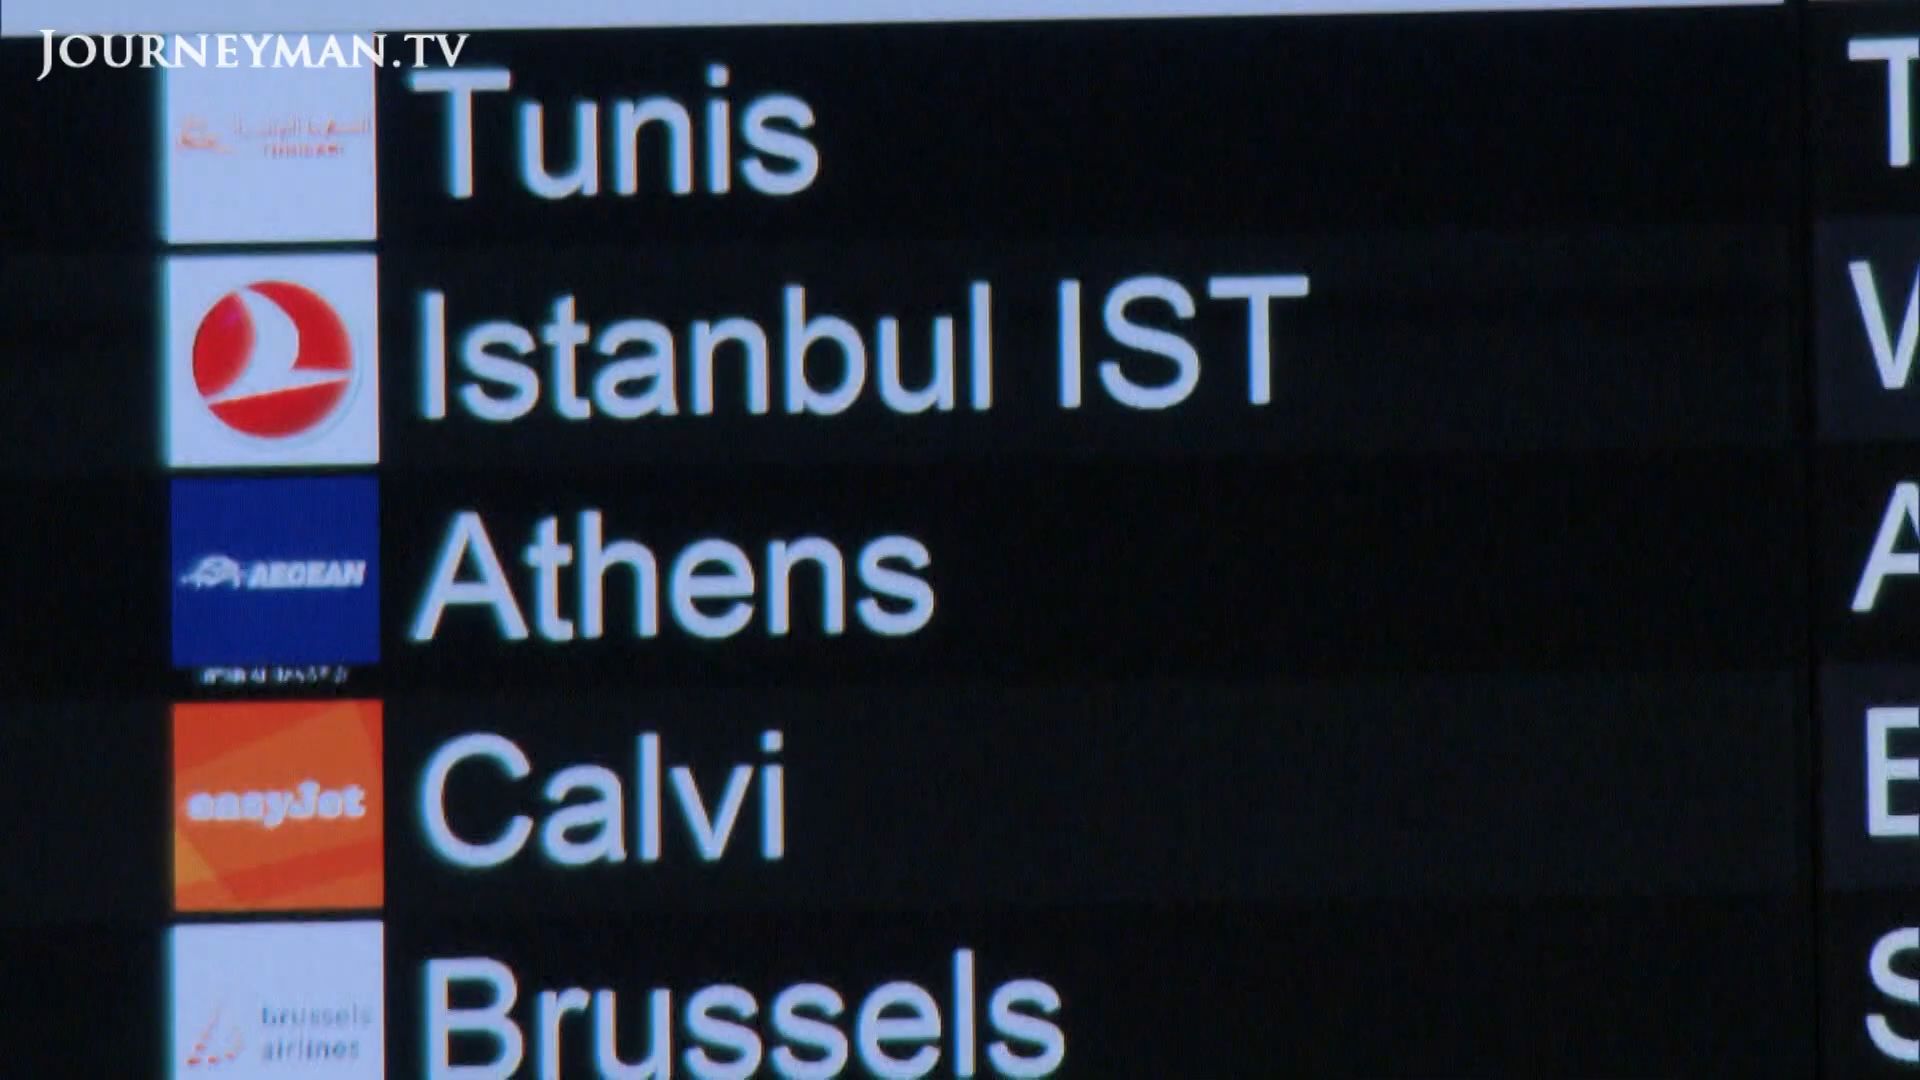 JOURNEYMAN.TV
Tunis
T
Istanbul IST
AEGEAN
Athens
A
easyJet
Calvi
E
brussels
airlines
Brussels
S